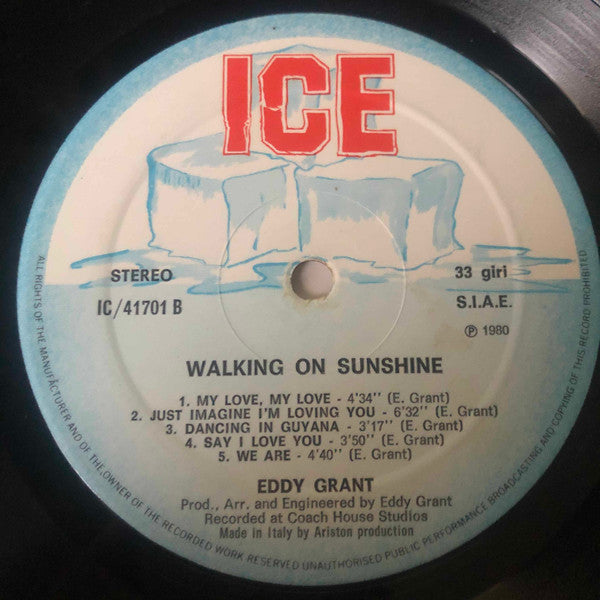 ICE
STEREO
33 giri
IC/41701 B
S.I.A.E.
℗ 1980
WALKING ON SUNSHINE
1. MY LOVE, MY LOVE - 4'34'' (E. Grant)
2. JUST IMAGINE I'M LOVING YOU - 6'32'' (E. Grant)
3. DANCING IN GUYANA - 3'17'' (E. Grant)
4. SAY I LOVE YOU - 3'50'' (E. Grant)
5. WE ARE - 4'40'' (E. Grant)
EDDY GRANT
Prod., Arr. and Engineered by Eddy Grant
Recorded at Coach House Studios
Made in Italy by Ariston production
ALL RIGHTS OF THE MANUFACTURER AND OF THE OWNER OF THE RECORDED WORK RESERVED UNAUTHORISED PUBLIC PERFORMANCE BROADCASTING AND COPYING OF THIS RECORD PROHIBITED